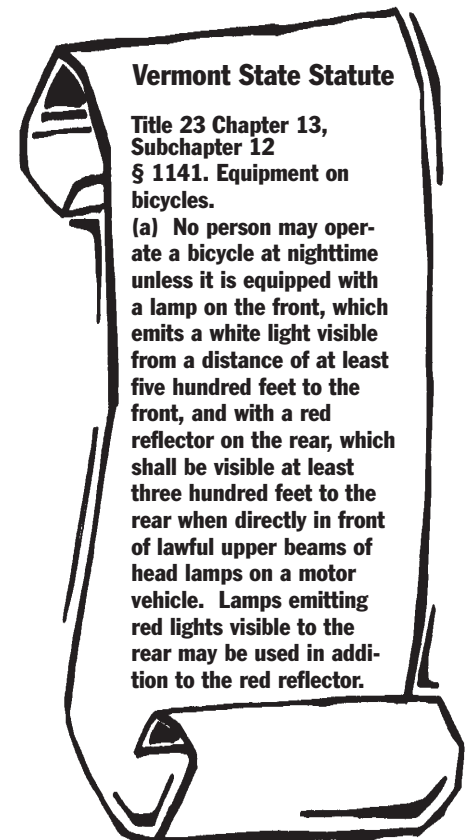 Vermont State Statute
Title 23 Chapter 13,
Subchapter 12
§ 1141. Equipment on
bicycles.
(a)  No person may oper-
ate a bicycle at nighttime
unless it is equipped with
a lamp on the front, which
emits a white light visible
from a distance of at least
five hundred feet to the
front, and with a red
reflector on the rear, which
shall be visible at least
three hundred feet to the
rear when directly in front
of lawful upper beams of
head lamps on a motor
vehicle.  Lamps emitting
red lights visible to the
rear may be used in addi-
tion to the red reflector.